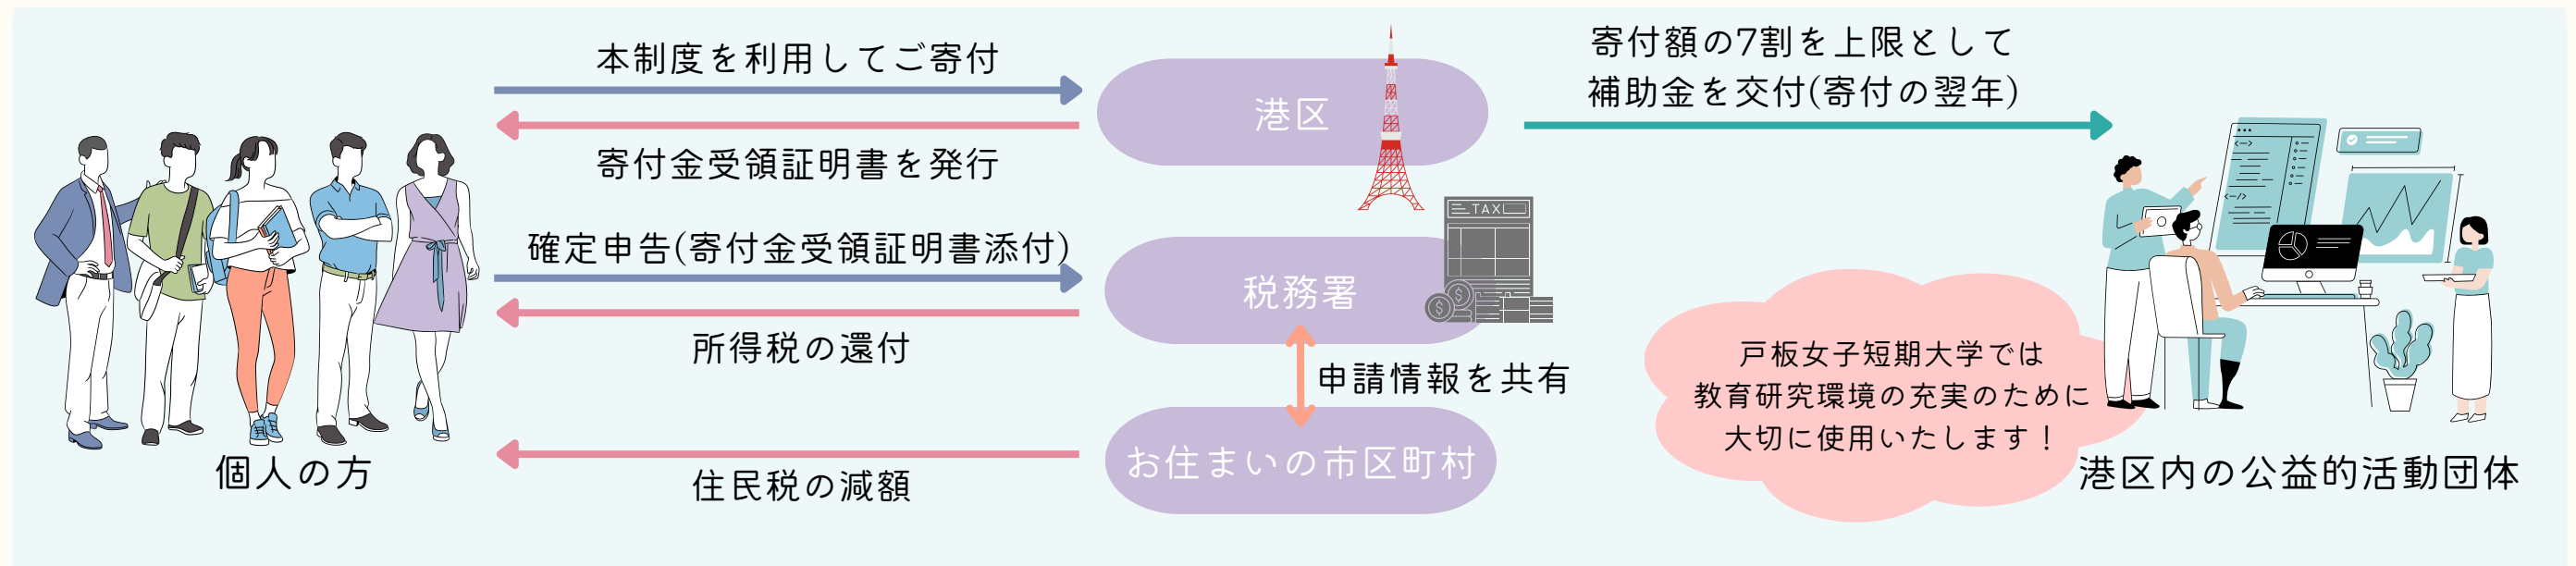 本制度を利用してご寄付
寄付金受領証明書を発行
港区
寄付額の7割を上限として
補助金を交付(寄付の翌年)
TAX
確定申告(寄付金受領証明書添付)
税務署
所得税の還付
申請情報を共有
住民税の減額
お住まいの市区町村
個人の方
戸板女子短期大学では
教育研究環境の充実のために
大切に使用いたします！
港区内の公益的活動団体